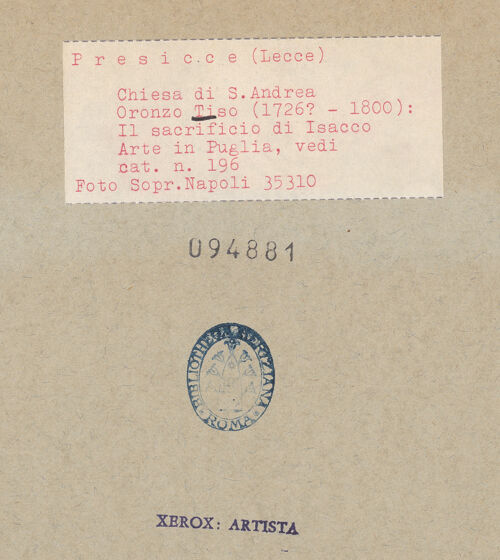 P r e s i c.c e (Lecce)
Chiesa di S.Andrea
Oronzo Tiso (1726? - 1800):
Il sacrificio di Isacco
Arte in Puglia, vedi
cat. n. 196
Foto Sopr.Napoli 35310
094881
BIBLIOTHECA HERTZIANA
ROMA
XEROX: ARTISTA